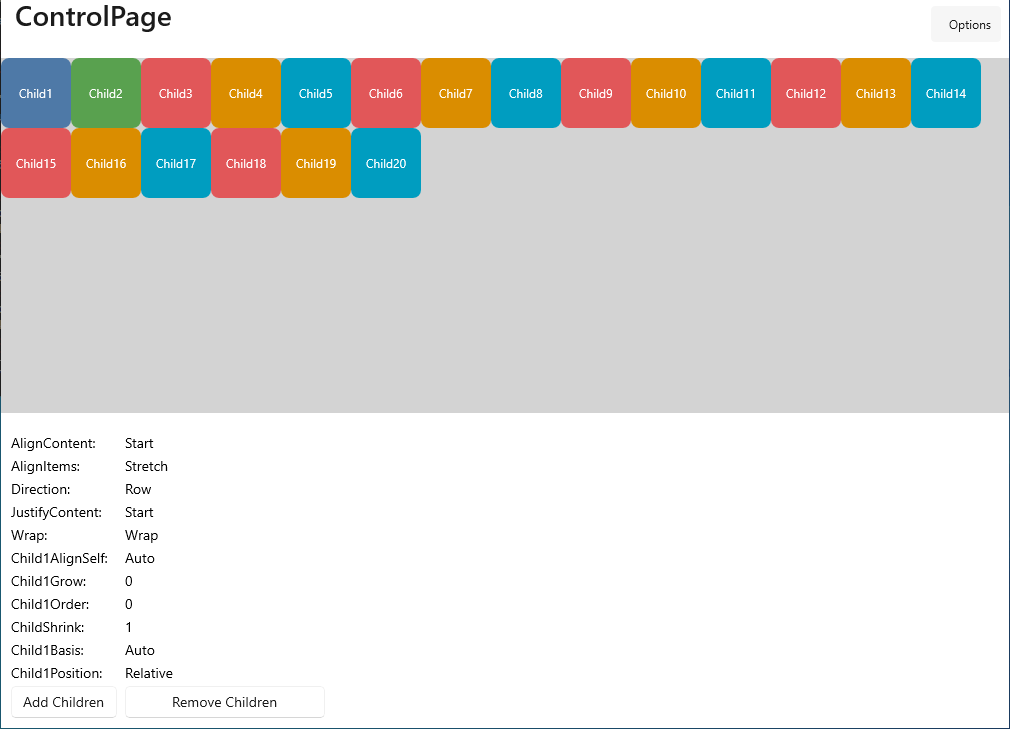 ControlPage
Options
Child1 Child2 Child3 Child4 Child5 Child6 Child7 Child8 Child9 Child10 Child11 Child12 Child13 Child14
Child15 Child16 Child17 Child18 Child19 Child20
AlignContent: Start
AlignItems: Stretch
Direction: Row
JustifyContent: Start
Wrap: Wrap
Child1AlignSelf: Auto
Child1Grow: 0
Child1Order: 0
ChildShrink: 1
Child1Basis: Auto
Child1Position: Relative
Add Children Remove Children